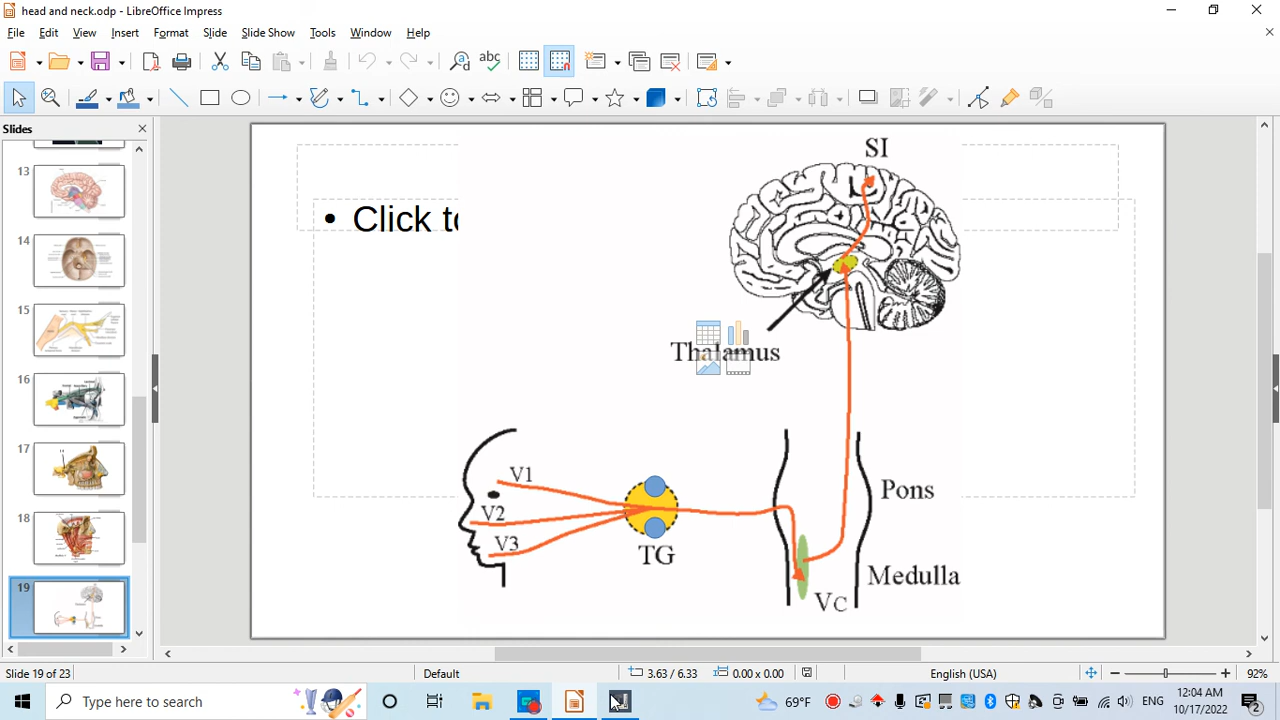 head and neck.odp - LibreOffice Impress
File Edit View Insert Format Slide Slide Show Tools Window Help
abc
Slides
13
14
15
16
17
18
19
SI
• Click to
Thalamus
V1
V2
V3
TG
Pons
Medulla
Vc
Slide 19 of 23
Default
3.63 / 6.33
0.00 x 0.00
English (USA)
92%
Type here to search
69°F
ENG
12:04 AM
10/17/2022
2